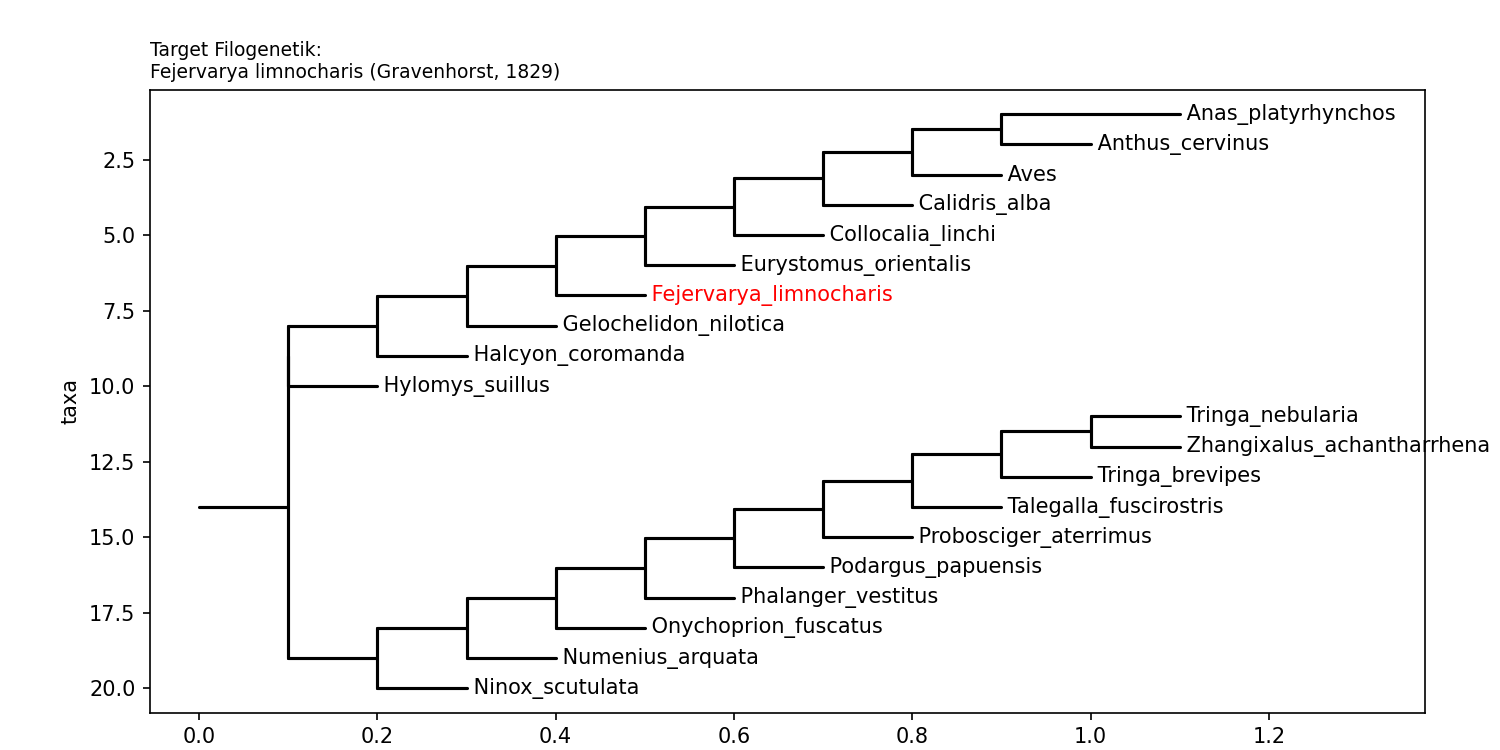 Target Filogenetik:
Fejervarya limnocharis (Gravenhorst, 1829)
Anas_platyrhynchos
Anthus_cervinus
2.5
Aves
Calidris_alba
5.0
Collocalia_linchi
Eurystomus_orientalis
Fejervarya_limnocharis
7.5
Gelochelidon_nilotica
Halcyon_coromanda
10.0
Hylomys_suillus
taxa
Tringa_nebularia
Zhangixalus_achantharrhena
12.5
Tringa_brevipes
Talegalla_fuscirostris
15.0
Probosciger_aterrimus
Podargus_papuensis
Phalanger_vestitus
17.5
Onychoprion_fuscatus
Numenius_arquata
20.0
Ninox_scutulata
0.0 0.2 0.4 0.6 0.8 1.0 1.2